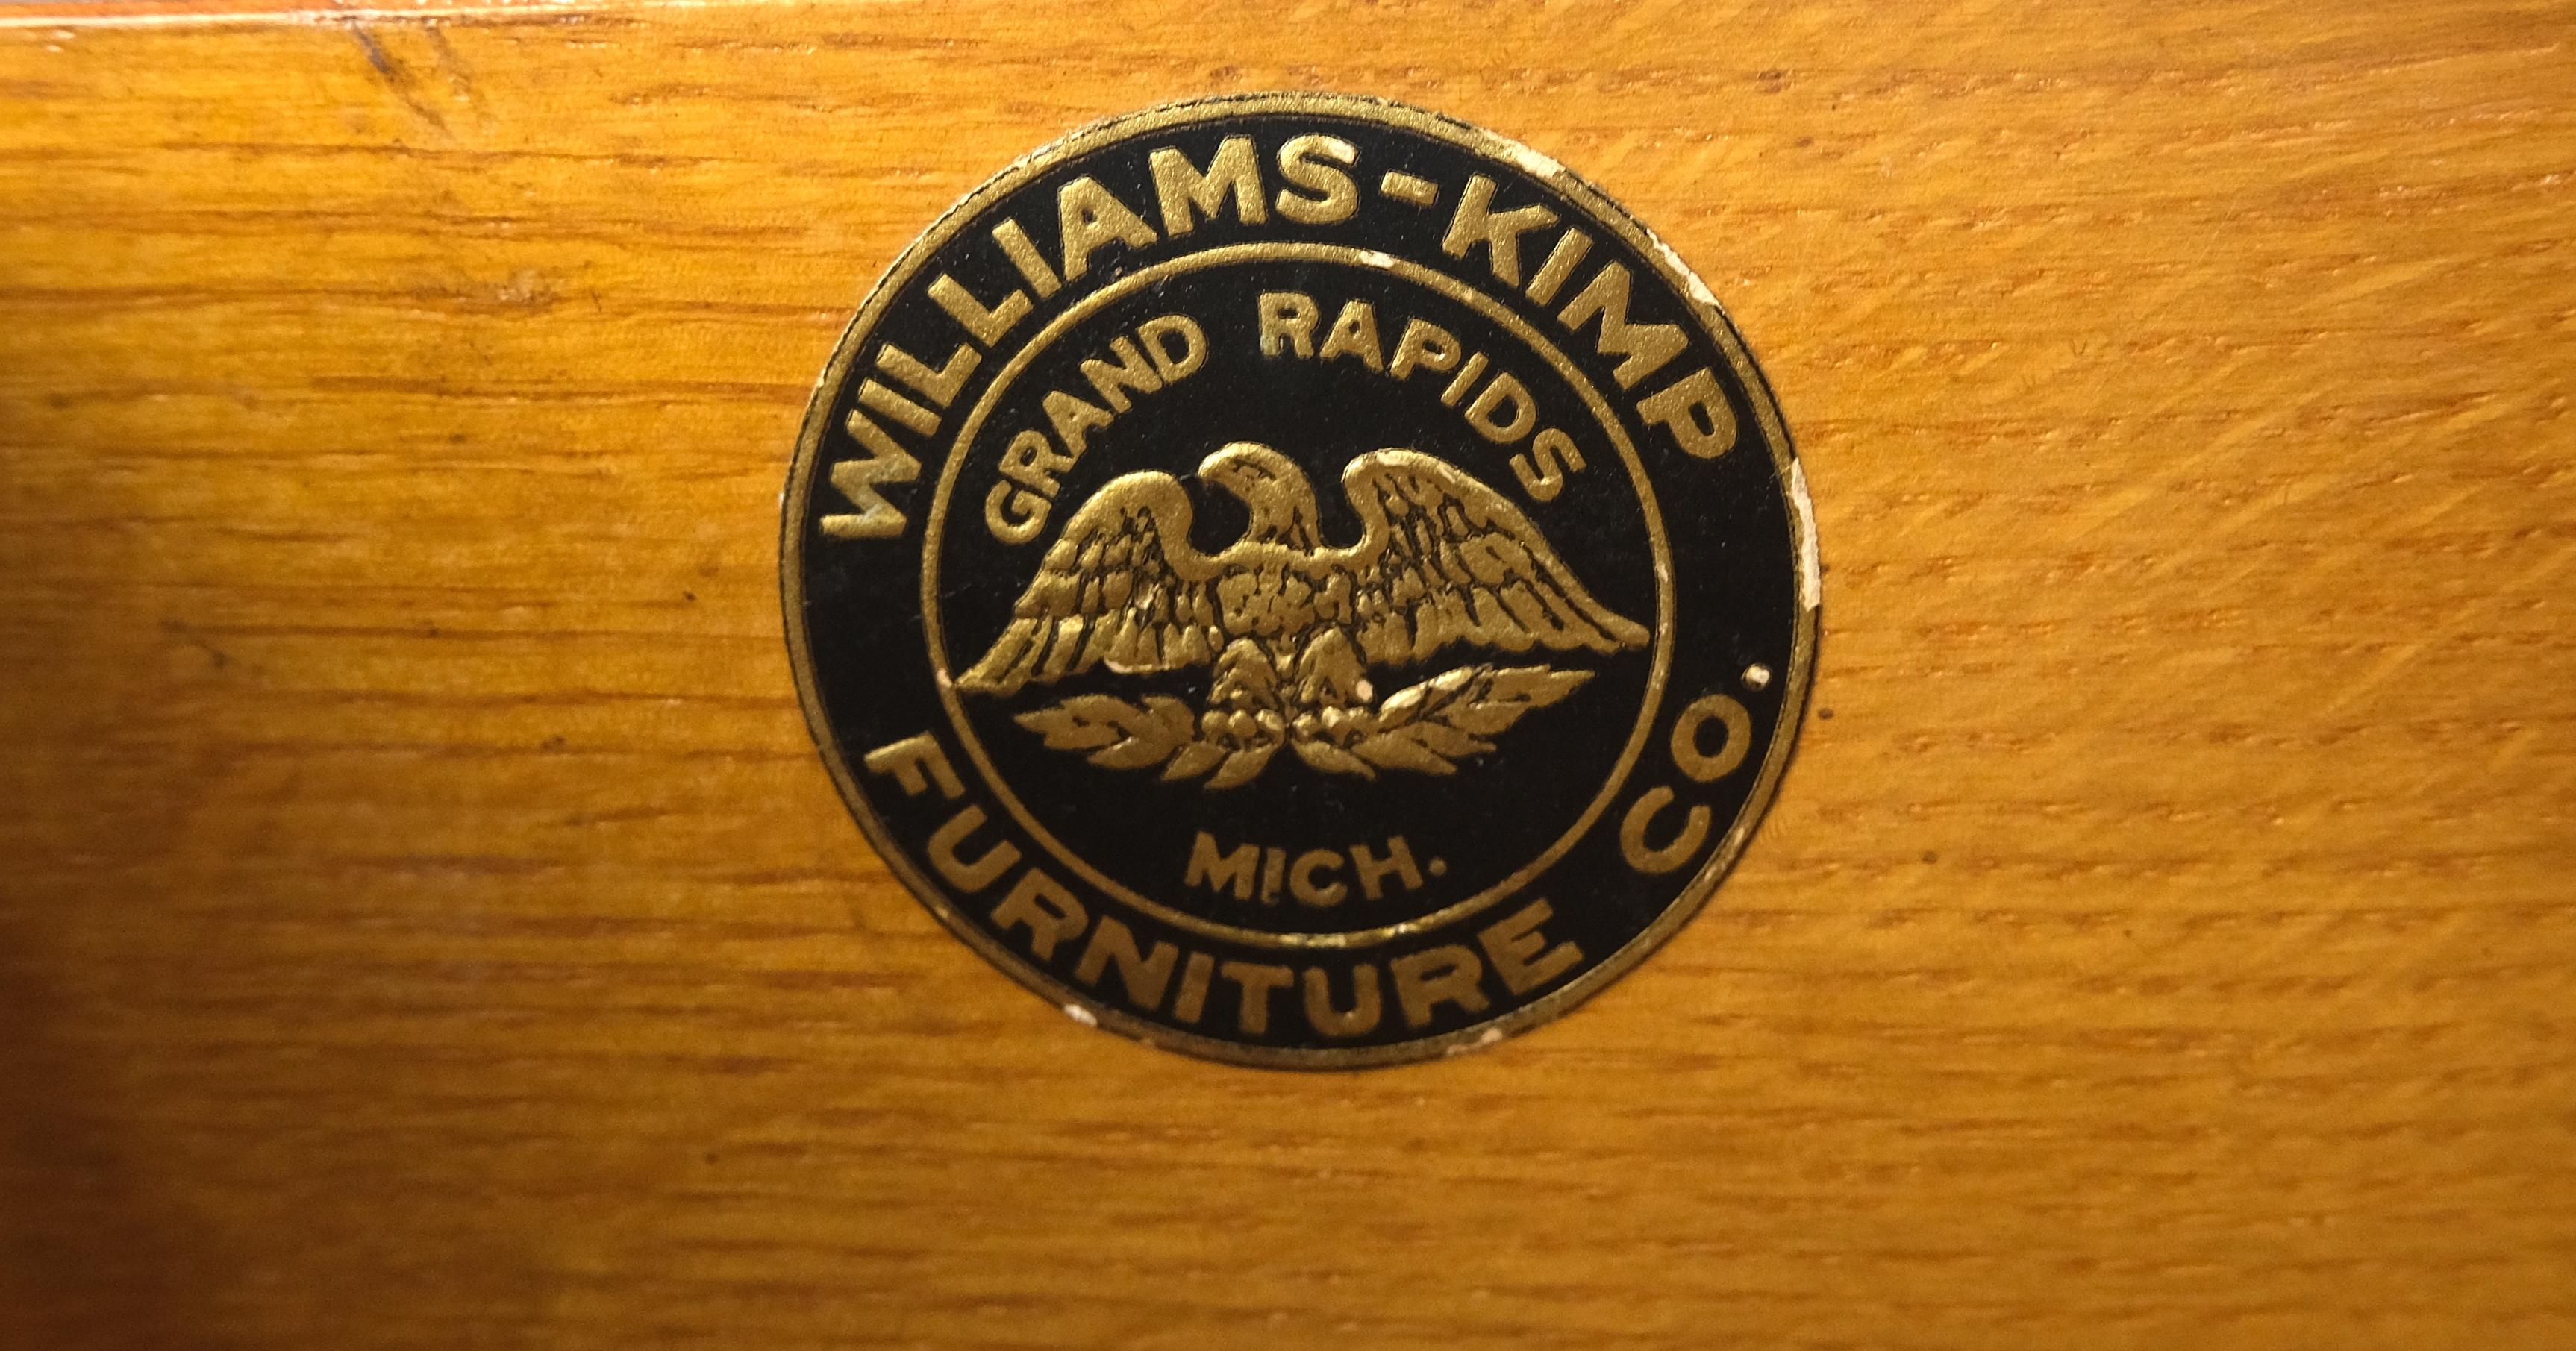 WILLIAMS-KIMP
GRAND RAPIDS
MICH.
FURNITURE CO.